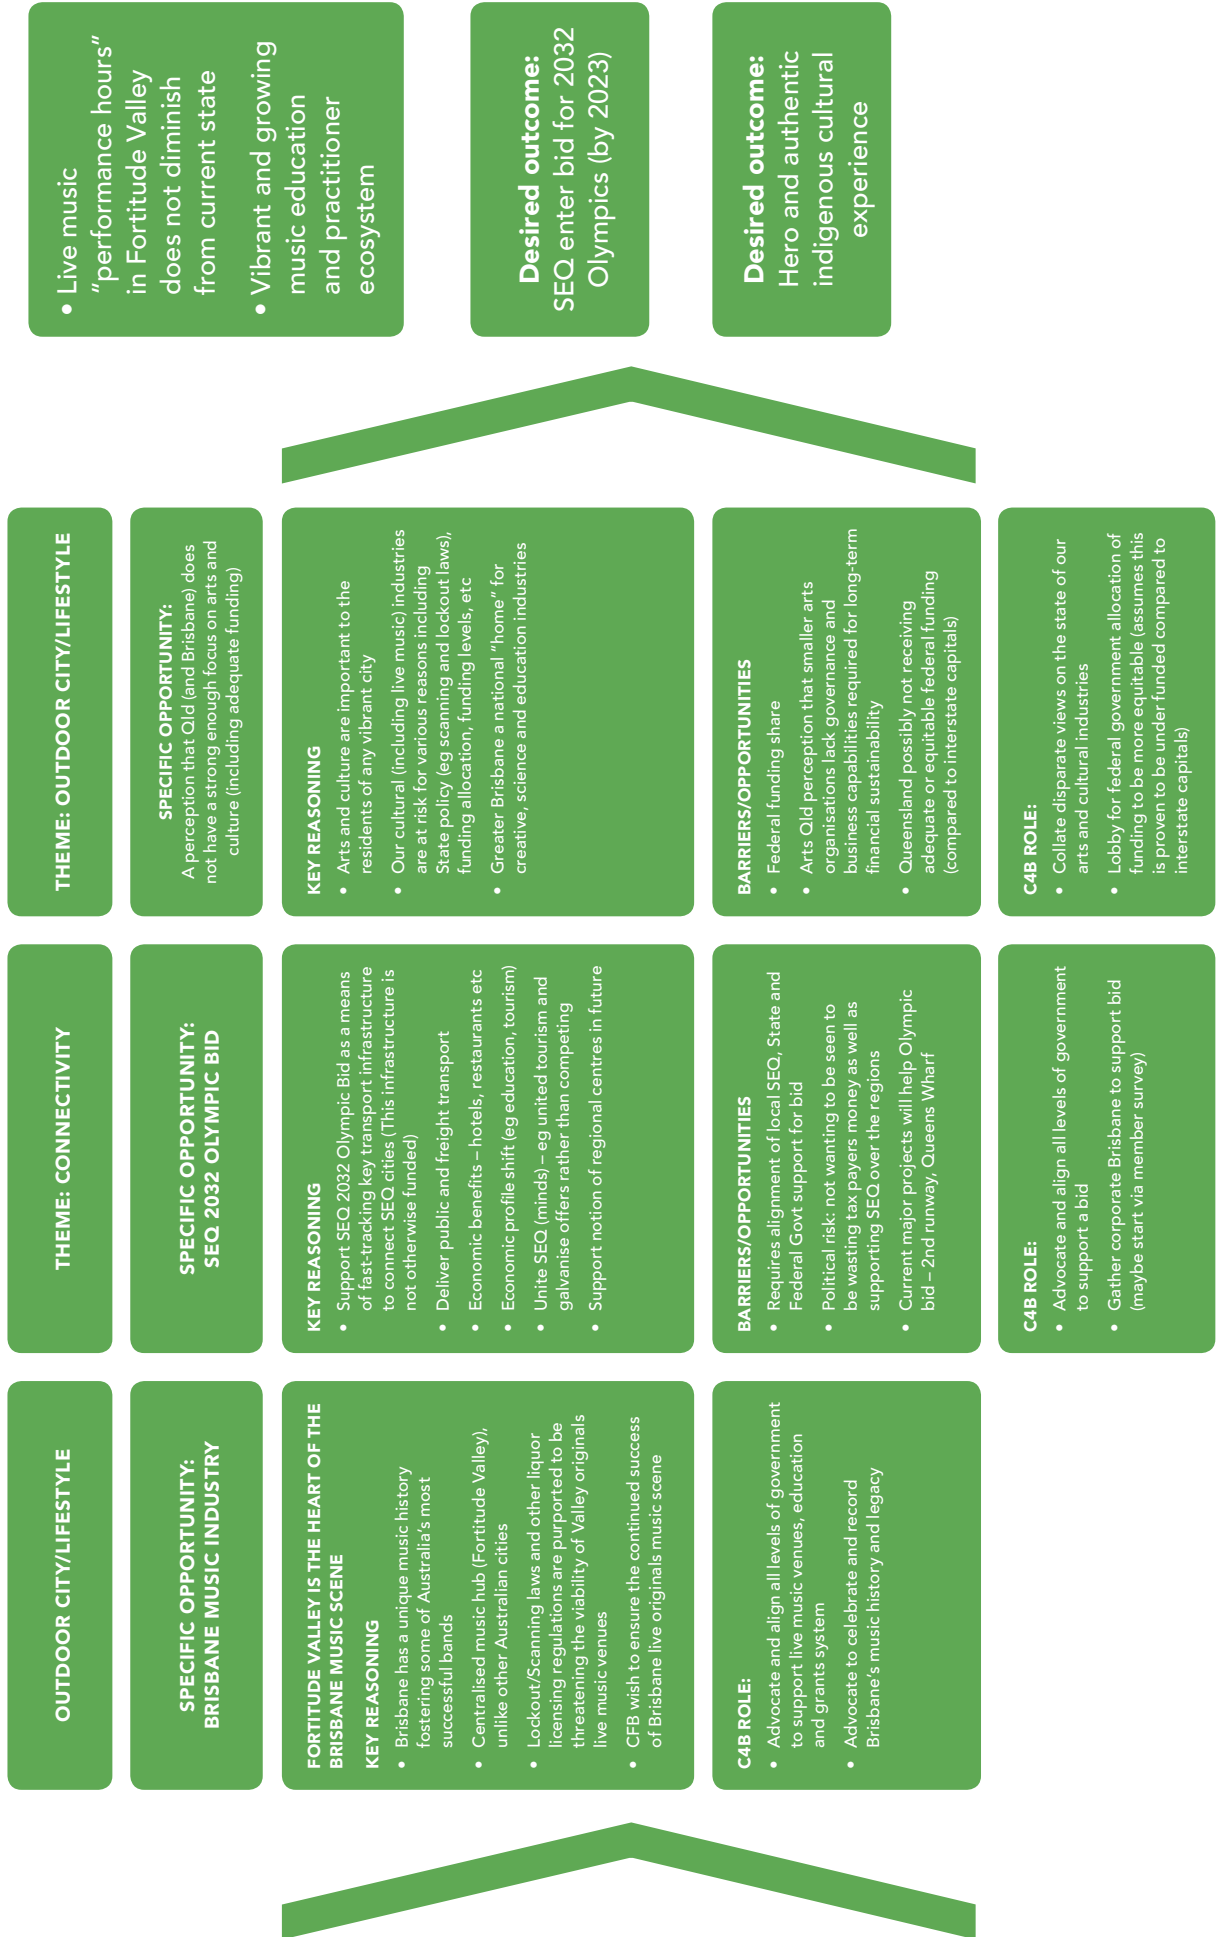 OUTDOOR CITY/LIFESTYLE
SPECIFIC OPPORTUNITY:
BRISBANE MUSIC INDUSTRY
FORTITUDE VALLEY IS THE HEART OF THE
BRISBANE MUSIC SCENE
KEY REASONING
• Brisbane has a unique music history
fostering some of Australia’s most
successful bands
• Centralised music hub (Fortitude Valley),
unlike other Australian cities
• Lockout/Scanning laws and other liquor
licensing regulations are purported to be
threatening the viability of Valley originals
live music venues
• CFB wish to ensure the continued success
of Brisbane live originals music scene
C4B ROLE:
• Advocate and align all levels of government
to support live music venues, education
and grants system
• Advocate to celebrate and record
Brisbane’s music history and legacy
THEME: CONNECTIVITY
SPECIFIC OPPORTUNITY:
SEQ 2032 OLYMPIC BID
KEY REASONING
• Support SEQ 2032 Olympic Bid as a means
of fast-tracking key transport infrastructure
to connect SEQ cities (This infrastructure is
not otherwise funded)
• Deliver public and freight transport
• Economic benefits – hotels, restaurants etc
• Economic profile shift (eg education, tourism)
• Unite SEQ (minds) – eg united tourism and
galvanise offers rather than competing
• Support notion of regional centres in future
BARRIERS/OPPORTUNITIES
• Requires alignment of local SEQ, State and
Federal Govt support for bid
• Political risk: not wanting to be seen to
be wasting tax payers money as well as
supporting SEQ over the regions
• Current major projects will help Olympic
bid – 2nd runway, Queens Wharf
C4B ROLE:
• Advocate and align all levels of government
to support a bid
• Gather corporate Brisbane to support bid
(maybe start via member survey)
THEME: OUTDOOR CITY/LIFESTYLE
SPECIFIC OPPORTUNITY:
A perception that Qld (and Brisbane) does
not have a strong enough focus on arts and
culture (including adequate funding)
KEY REASONING
• Arts and culture are important to the
residents of any vibrant city
• Our cultural (including live music) industries
are at risk for various reasons including
State policy (eg scanning and lockout laws),
funding allocation, funding levels, etc
• Greater Brisbane a national “home” for
creative, science and education industries
BARRIERS/OPPORTUNITIES
• Federal funding share
• Arts Qld perception that smaller arts
organisations lack governance and
business capabilities required for long-term
financial sustainability
• Queensland possibly not receiving
adequate or equitable federal funding
(compared to interstate capitals)
C4B ROLE:
• Collate disparate views on the state of our
arts and cultural industries
• Lobby for federal government allocation of
funding to be more equitable (assumes this
is proven to be under funded compared to
interstate capitals)
• Live music
“performance hours”
in Fortitude Valley
does not diminish
from current state
• Vibrant and growing
music education
and practitioner
ecosystem
Desired outcome:
SEQ enter bid for 2032
Olympics (by 2023)
Desired outcome:
Hero and authentic
indigenous cultural
experience